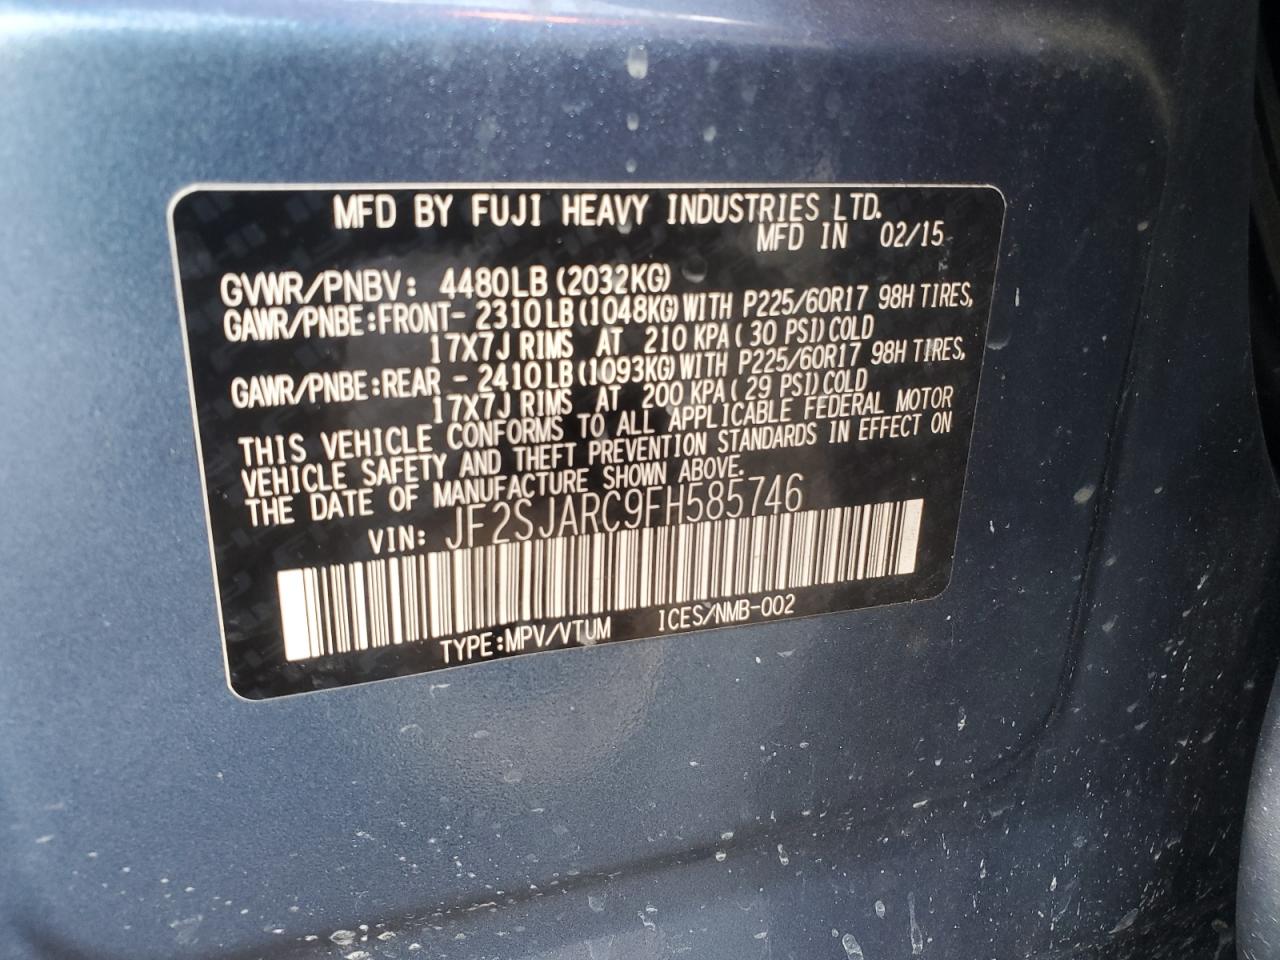 MFD BY FUJI HEAVY INDUSTRIES LTD.
MFD IN 02/15
GVWR/PNBV: 4480LB (2032KG)
GAWR/PNBE:FRONT- 2310LB (1048KG) WITH P225/60R17 98H TIRES,
17X7J RIMS AT 210 KPA (30 PSI) COLD
GAWR/PNBE:REAR - 2410LB (1093KG) WITH P225/60R17 98H TIRES,
17X7J RIMS AT 200 KPA (29 PSI) COLD
THIS VEHICLE CONFORMS TO ALL APPLICABLE FEDERAL MOTOR
VEHICLE SAFETY AND THEFT PREVENTION STANDARDS IN EFFECT ON
THE DATE OF MANUFACTURE SHOWN ABOVE.
VIN: JF2SJARC9FH585746
TYPE:MPV/VTUM ICES/NMB-002